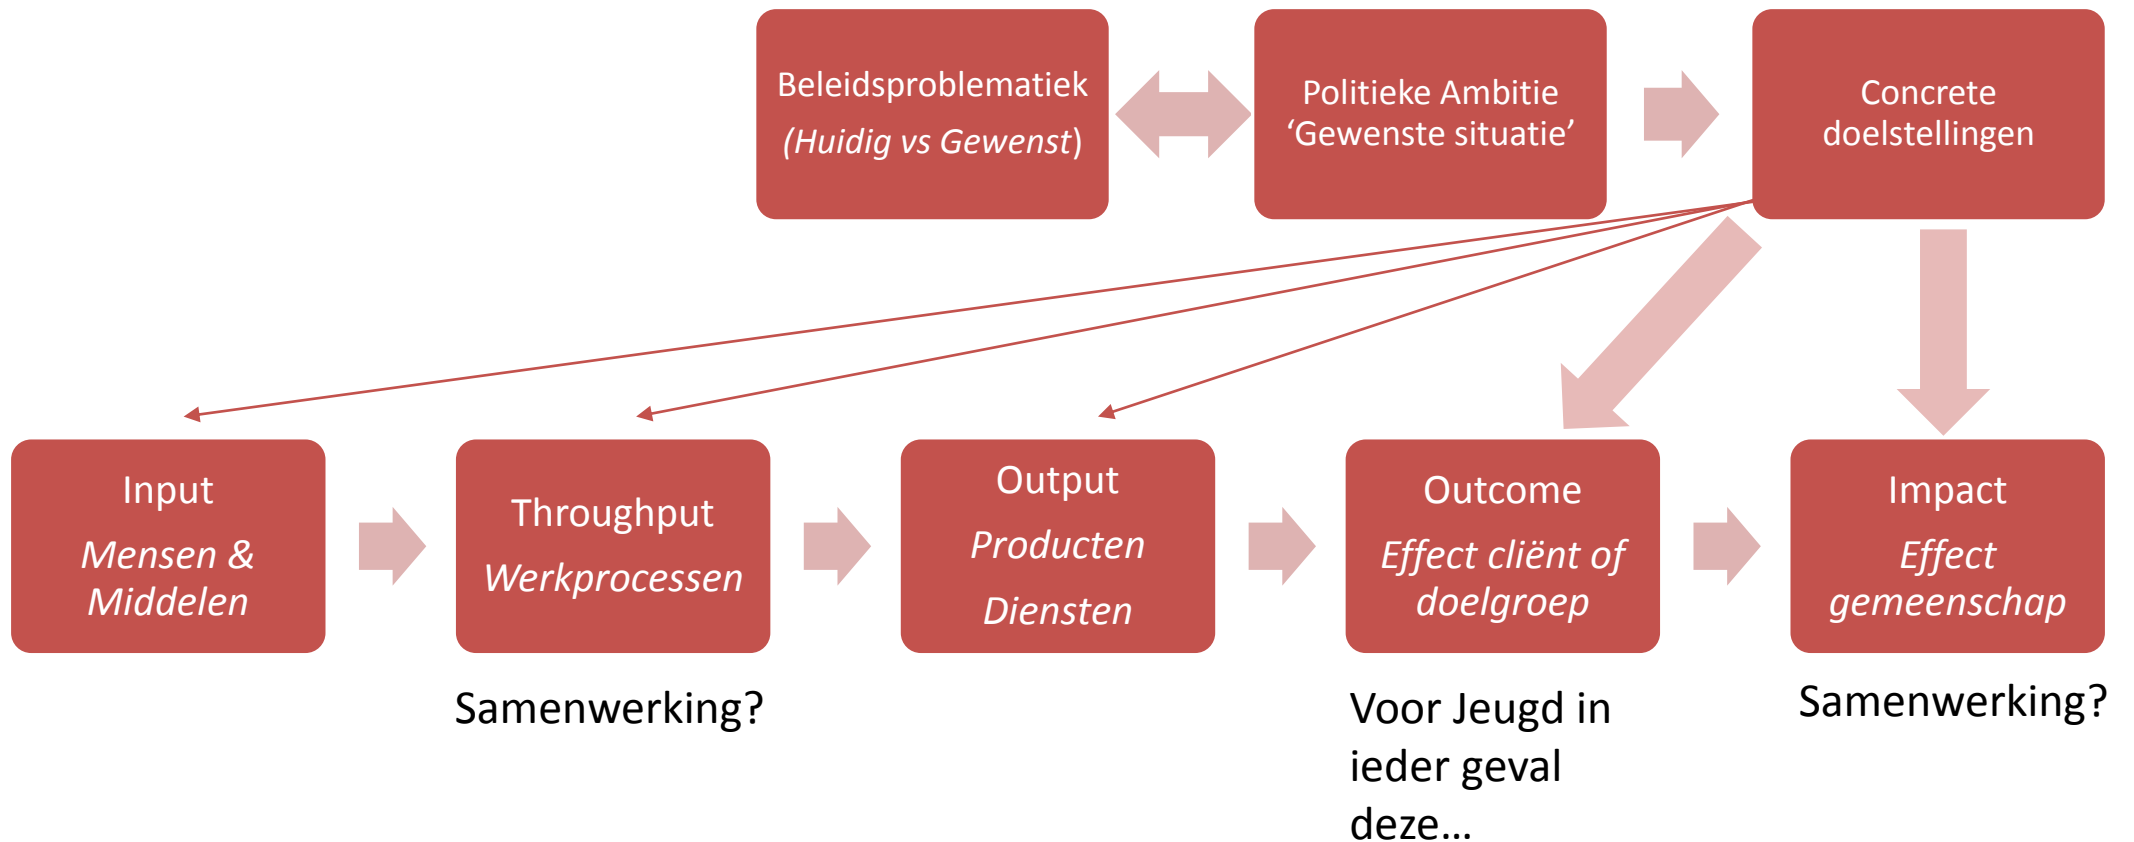 Beleidsproblematiek
(Huidig vs Gewenst)
Politieke Ambitie
‘Gewenste situatie’
Concrete
doelstellingen
Input
Mensen &
Middelen
Throughput
Werkprocessen
Output
Producten
Diensten
Outcome
Effect cliënt of
doelgroep
Impact
Effect
gemeenschap
Samenwerking?
Voor Jeugd in
ieder geval
deze...
Samenwerking?